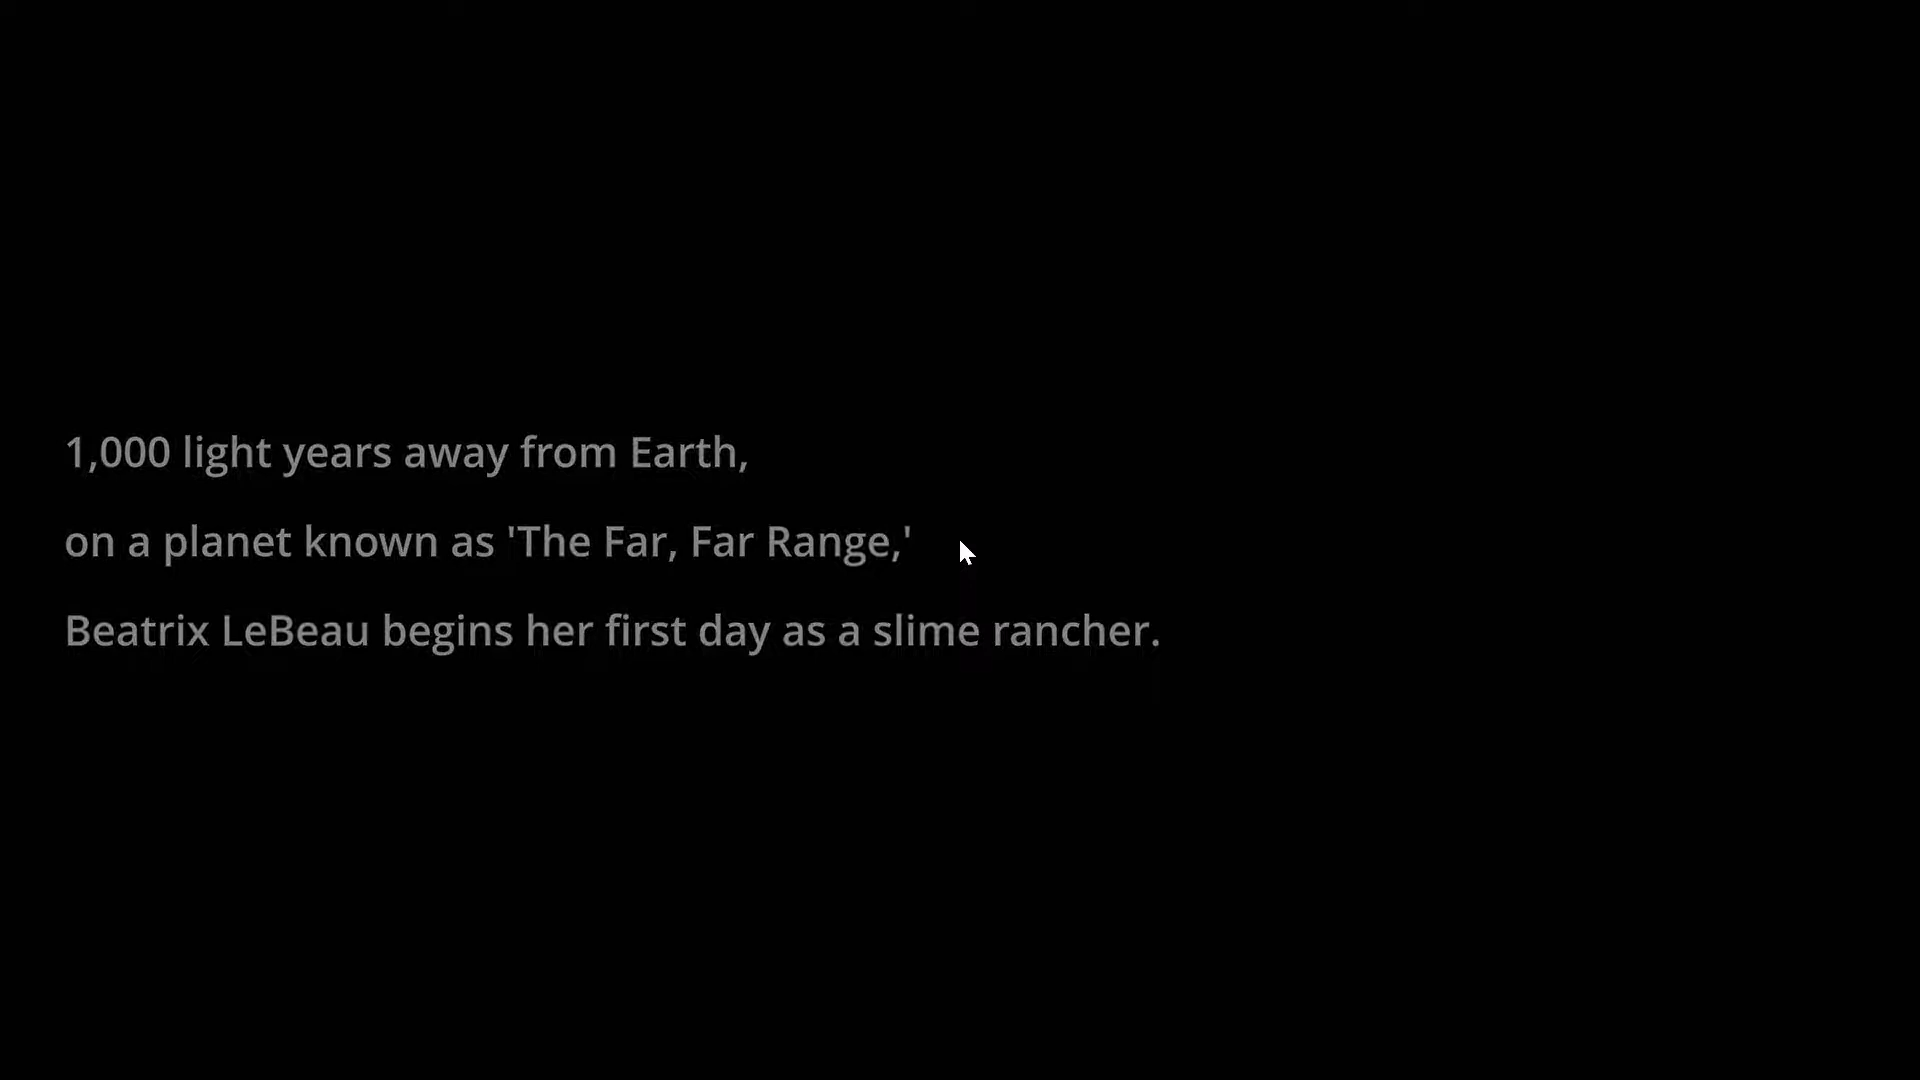 1,000 light years away from Earth,
on a planet known as 'The Far, Far Range,'
Beatrix LeBeau begins her first day as a slime rancher.